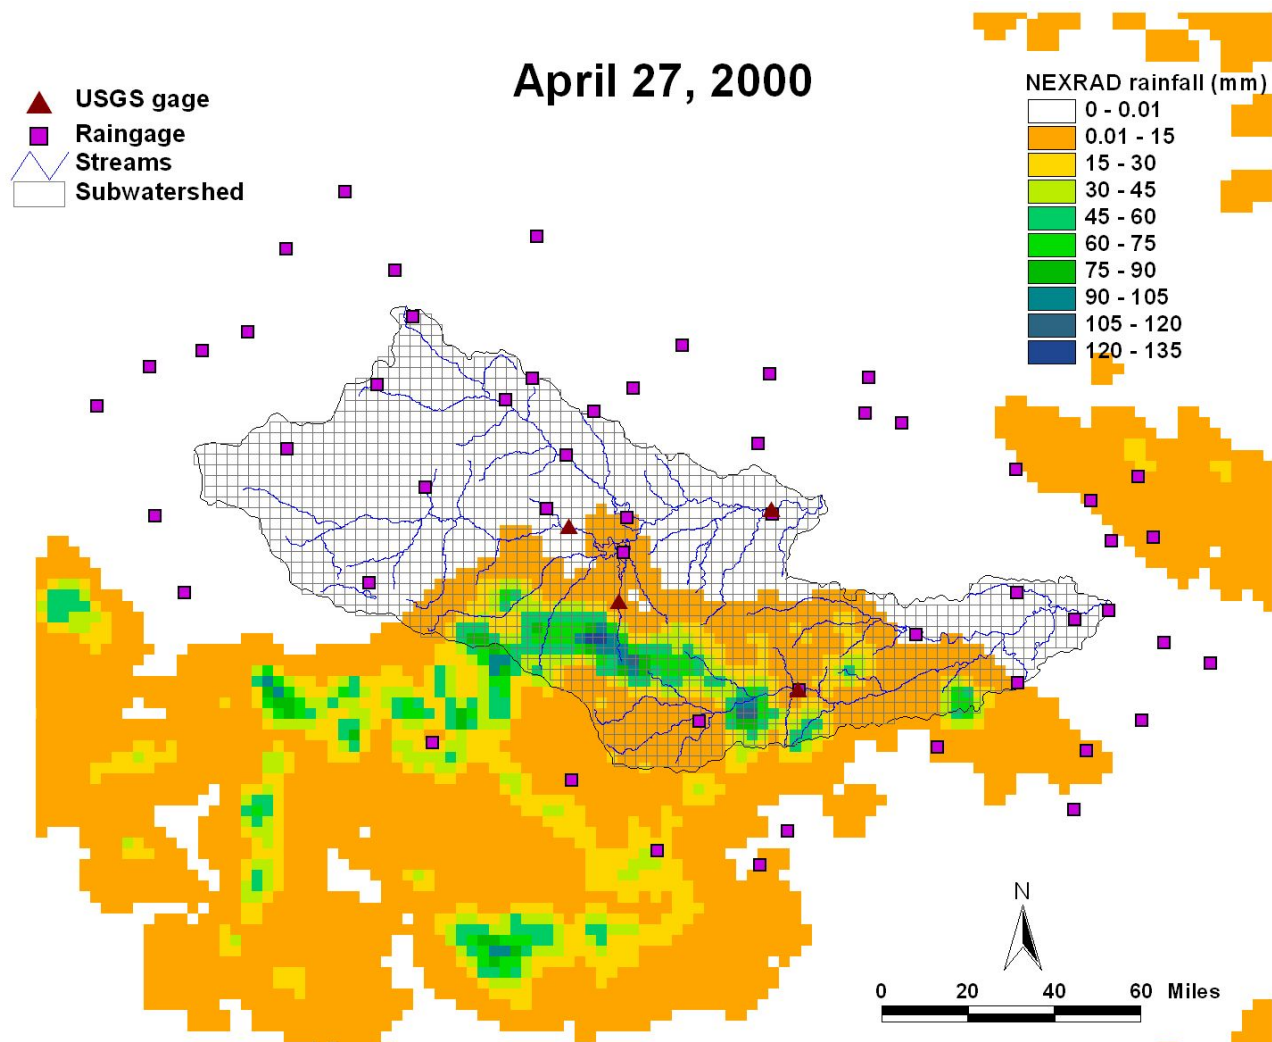 April 27, 2000
USGS gage
Raingage
Streams
Subwatershed
NEXRAD rainfall (mm)
0 - 0.01
0.01 - 15
15 - 30
30 - 45
45 - 60
60 - 75
75 - 90
90 - 105
105 - 120
120 - 135
N
0 20 40 60 Miles